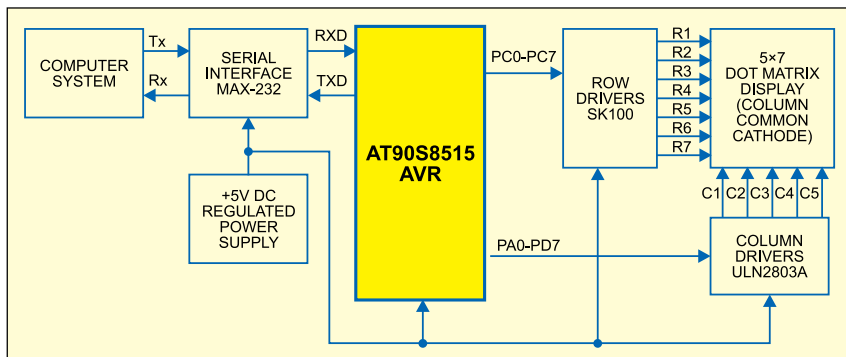 COMPUTER
SYSTEM
Tx
Rx
SERIAL
INTERFACE
MAX-232
RXD
TXD
+5V DC
REGULATED
POWER
SUPPLY
AT90S8515
AVR
PC0-PC7
PA0-PD7
ROW
DRIVERS
SK100
R1
R2
R3
R4
R5
R6
R7
5×7
DOT MATRIX
DISPLAY
(COLUMN
COMMON
CATHODE)
C1
C2
C3
C4
C5
COLUMN
DRIVERS
ULN2803A